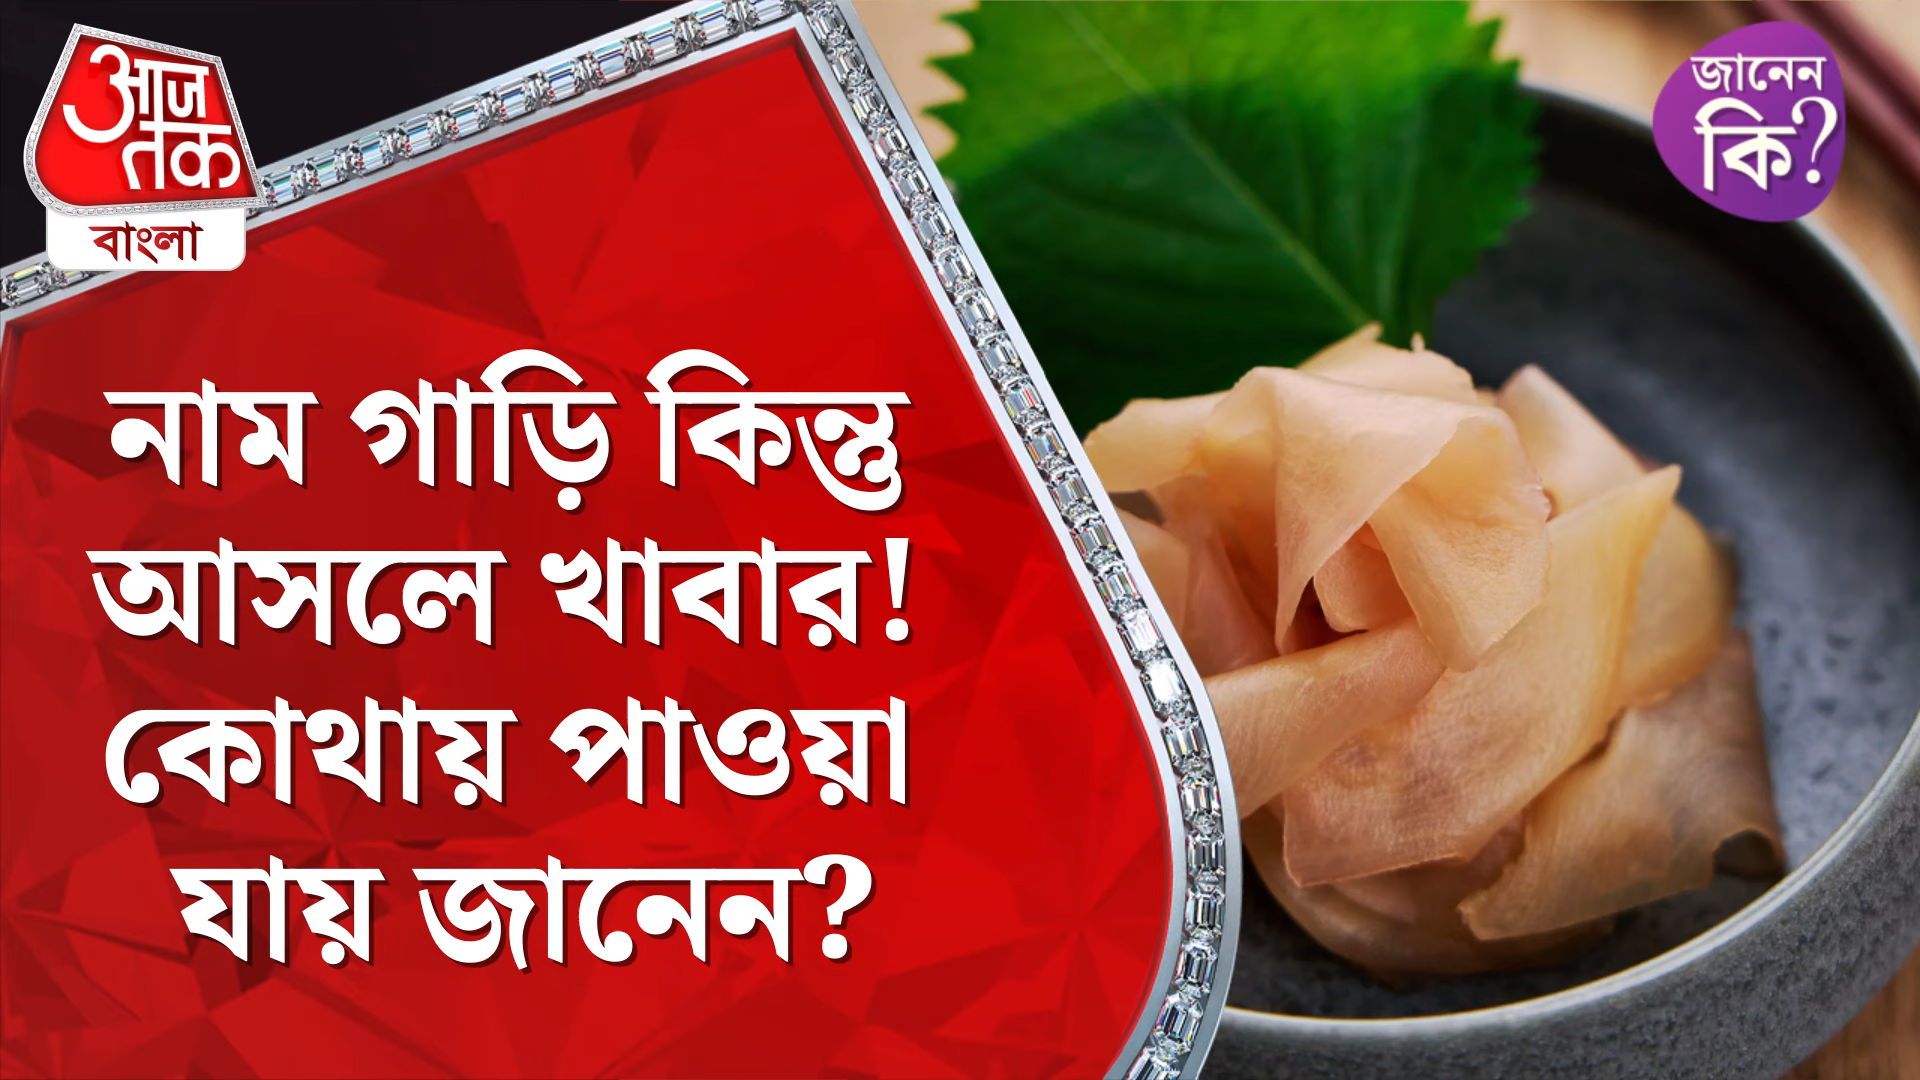 আজ
তক
বাংলা
জানেন
কি?
নাম গাড়ি কিন্তু
আসলে খাবার!
কোথায় পাওয়া
যায় জানেন?